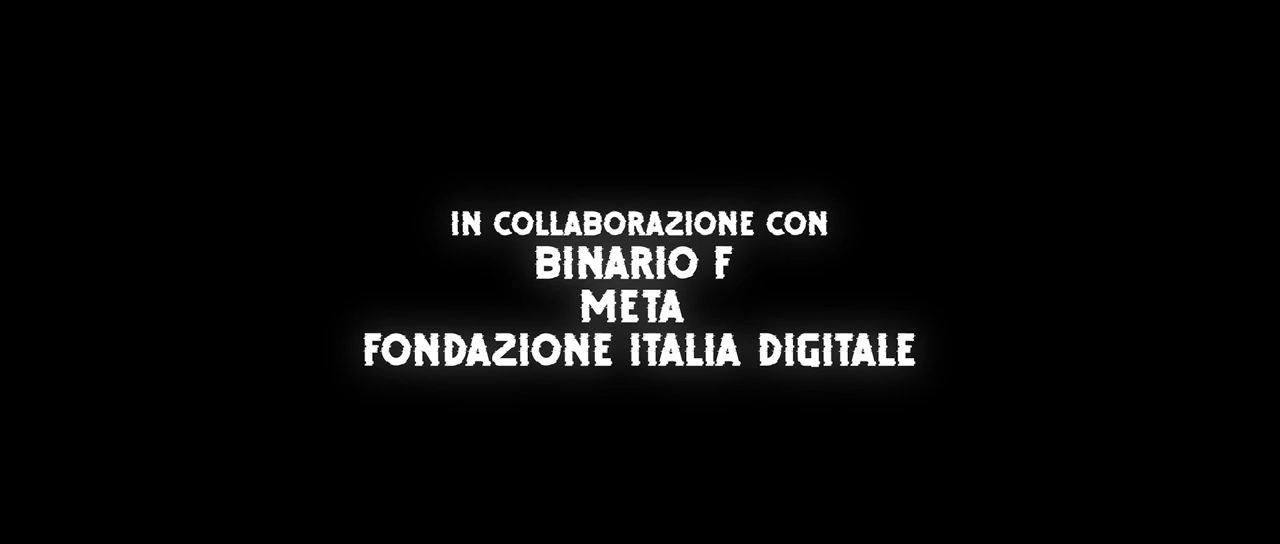 IN COLLABORAZIONE CON
BINARIO F
META
FONDAZIONE ITALIA DIGITALE